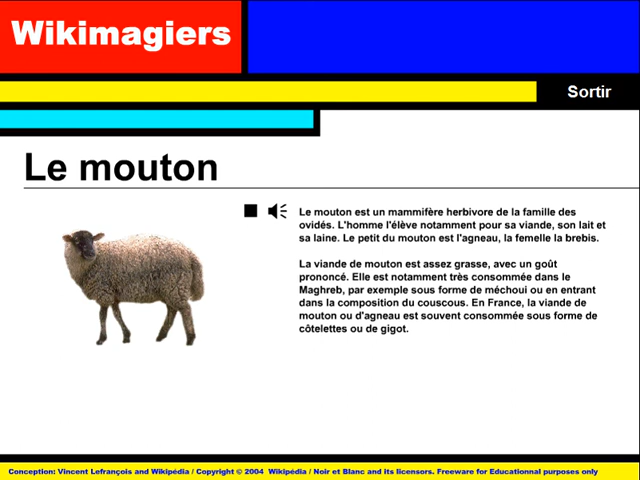 Wikimagiers
Sortir
Le mouton
Le mouton est un mammifère herbivore de la famille des
ovidés. L'homme l'élève notamment pour sa viande, son lait et
sa laine. Le petit du mouton est l'agneau, la femelle la brebis.
La viande de mouton est assez grasse, avec un goût
prononcé. Elle est notamment très consommée dans le
Maghreb, par exemple sous forme de méchoui ou en entrant
dans la composition du couscous. En France, la viande de
mouton ou d'agneau est souvent consommée sous forme de
côtelettes ou de gigot.
Conception: Vincent Lefrançois and Wikipédia / Copyright © 2004 Wikipédia / Noir et Blanc and its licensors. Freeware for Educationnal purposes only